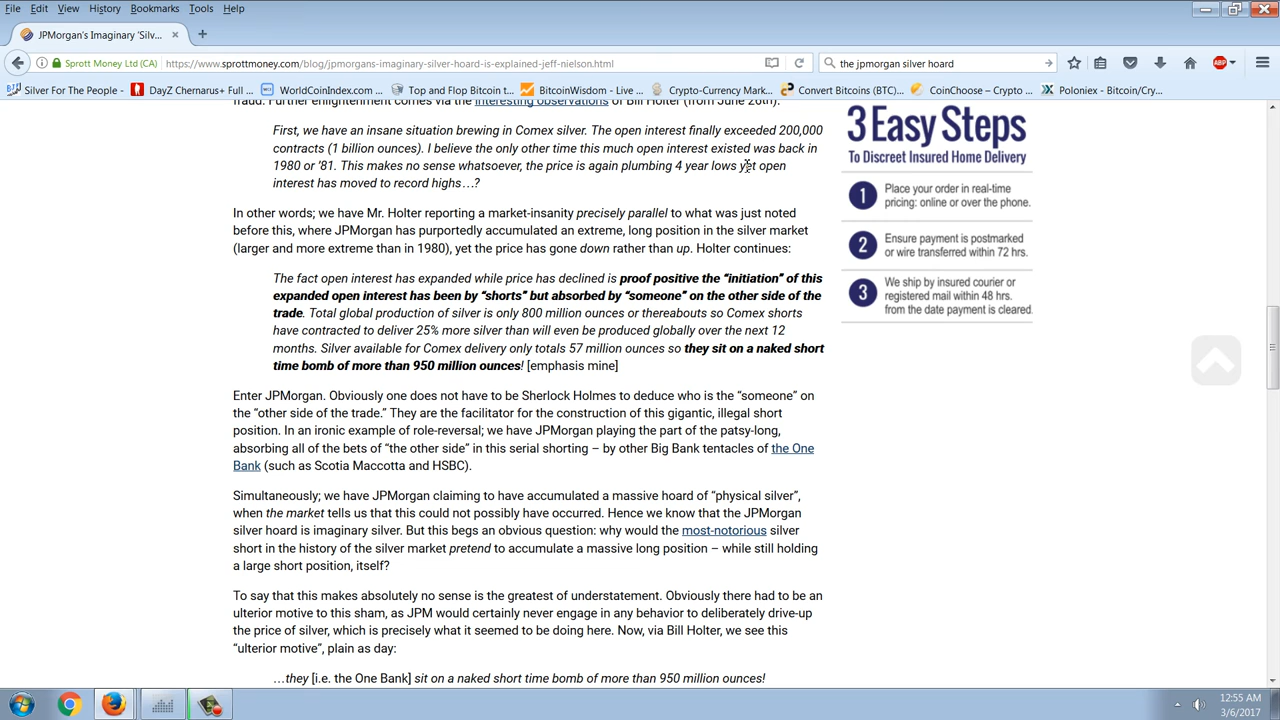 File Edit View History Bookmarks Tools Help
JPMorgan's Imaginary 'Silv...
Sprott Money Ltd (CA) https://www.sprottmoney.com/blog/jpmorgans-imaginary-silver-hoard-is-explained-jeff-nielson.html
the jpmorgan silver hoard
ABP
Silver For The People - ... DayZ Chernarus+ Full ... WorldCoinIndex.com ... Top and Flop Bitcoin t... BitcoinWisdom - Live ... Crypto-Currency Mark... Convert Bitcoins (BTC)... CoinChoose – Crypto ... Poloniex - Bitcoin/Cry...
fraud. Further enlightenment comes via the interesting observations of Bill Holter (from June 26th):
First, we have an insane situation brewing in Comex silver. The open interest finally exceeded 200,000
contracts (1 billion ounces). I believe the only other time this much open interest existed was back in
1980 or '81. This makes no sense whatsoever, the price is again plumbing 4 year lows yet open
interest has moved to record highs…?
In other words; we have Mr. Holter reporting a market-insanity precisely parallel to what was just noted
before this, where JPMorgan has purportedly accumulated an extreme, long position in the silver market
(larger and more extreme than in 1980), yet the price has gone down rather than up. Holter continues:
The fact open interest has expanded while price has declined is proof positive the “initiation” of this
expanded open interest has been by “shorts” but absorbed by “someone” on the other side of the
trade. Total global production of silver is only 800 million ounces or thereabouts so Comex shorts
have contracted to deliver 25% more silver than will even be produced globally over the next 12
months. Silver available for Comex delivery only totals 57 million ounces so they sit on a naked short
time bomb of more than 950 million ounces! [emphasis mine]
Enter JPMorgan. Obviously one does not have to be Sherlock Holmes to deduce who is the “someone” on
the “other side of the trade.” They are the facilitator for the construction of this gigantic, illegal short
position. In an ironic example of role-reversal; we have JPMorgan playing the part of the patsy-long,
absorbing all of the bets of “the other side” in this serial shorting – by other Big Bank tentacles of the One
Bank (such as Scotia Maccotta and HSBC).
Simultaneously; we have JPMorgan claiming to have accumulated a massive hoard of “physical silver”,
when the market tells us that this could not possibly have occurred. Hence we know that the JPMorgan
silver hoard is imaginary silver. But this begs an obvious question: why would the most-notorious silver
short in the history of the silver market pretend to accumulate a massive long position – while still holding
a large short position, itself?
To say that this makes absolutely no sense is the greatest of understatement. Obviously there had to be an
ulterior motive to this sham, as JPM would certainly never engage in any behavior to deliberately drive-up
the price of silver, which is precisely what it seemed to be doing here. Now, via Bill Holter, we see this
“ulterior motive”, plain as day:
…they [i.e. the One Bank] sit on a naked short time bomb of more than 950 million ounces!
3 Easy Steps
To Discreet Insured Home Delivery
1 Place your order in real-time
pricing: online or over the phone.
2 Ensure payment is postmarked
or wire transferred within 72 hrs.
3 We ship by insured courier or
registered mail within 48 hrs.
from the date payment is cleared.
12:55 AM
3/6/2017